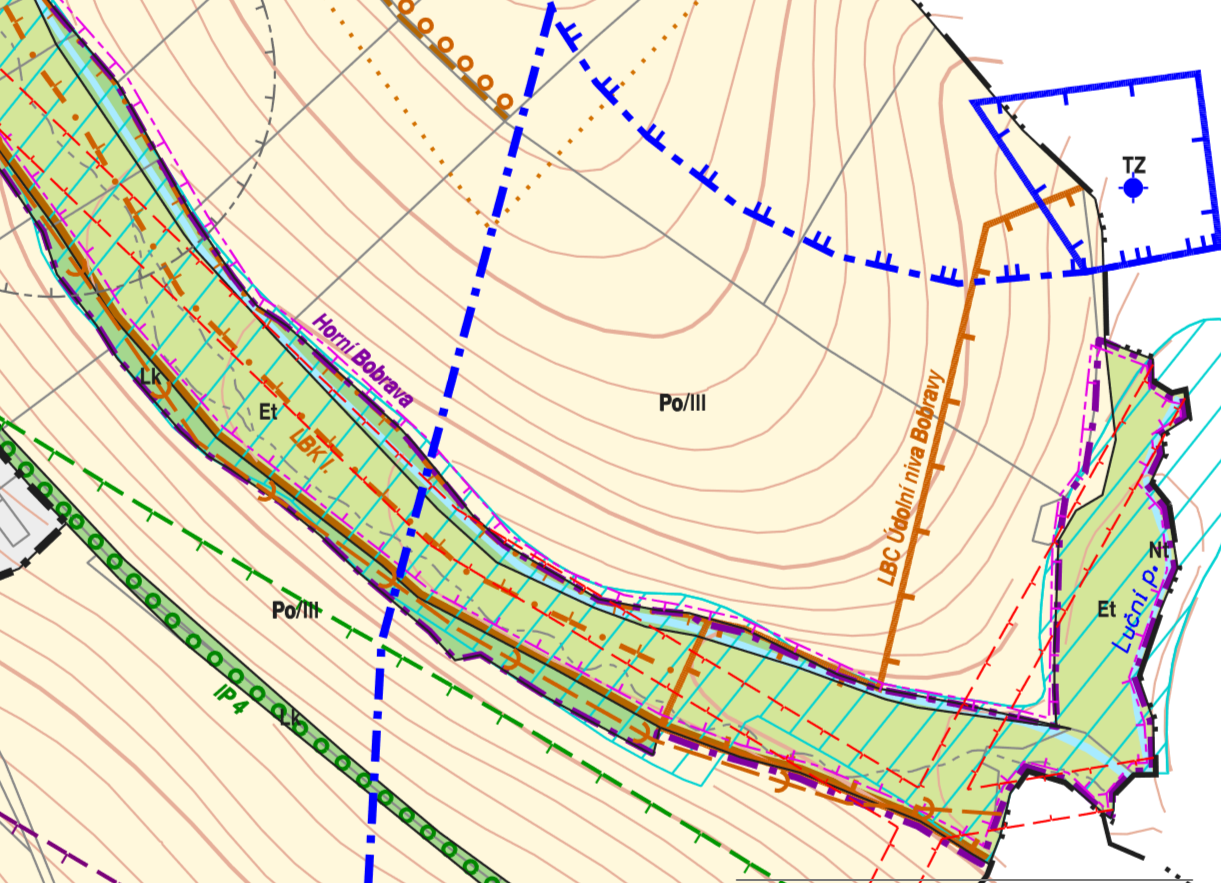 TZ
Horní Bobrava
Lk
Et
Po/III
LBK I.
LBC Údolní niva Bobravy
Nt
Et
Luční p.
Po/III
IP 4
Lk